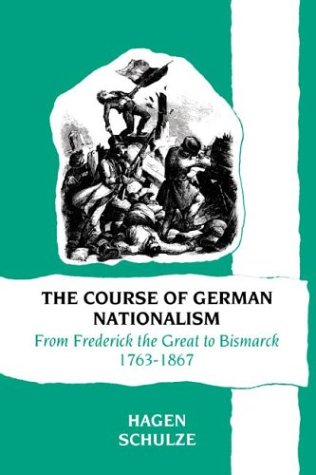 THE COURSE OF GERMAN
NATIONALISM
From Frederick the Great to Bismarck
1763-1867
HAGEN
SCHULZE